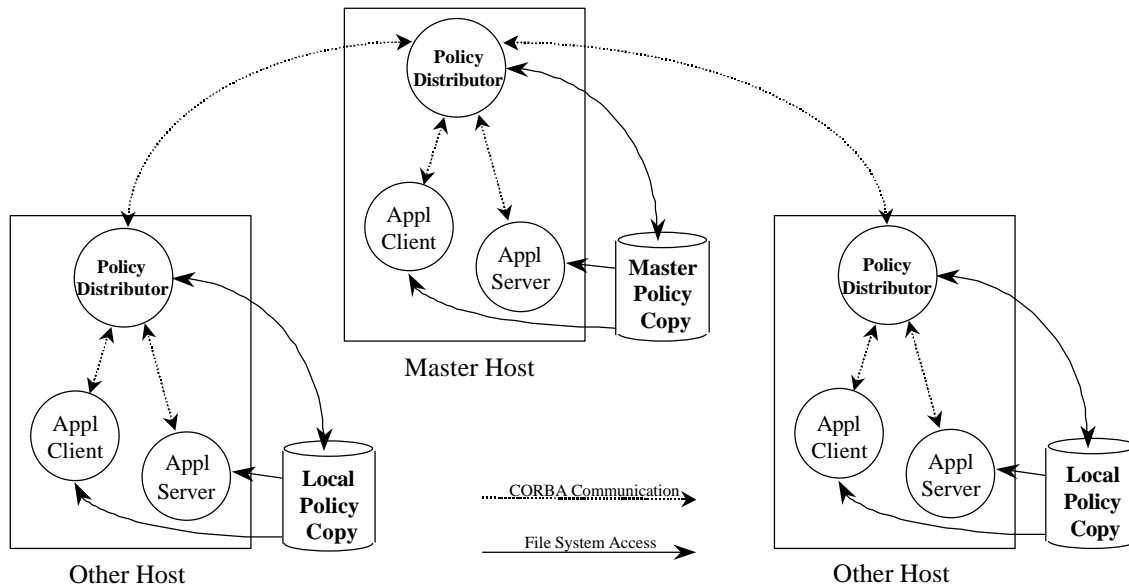 Policy
Distributor
Appl
Client
Appl
Server
Master
Policy
Copy
Master Host
Policy
Distributor
Appl
Client
Appl
Server
Local
Policy
Copy
Other Host
CORBA Communication
File System Access
Policy
Distributor
Appl
Client
Appl
Server
Local
Policy
Copy
Other Host